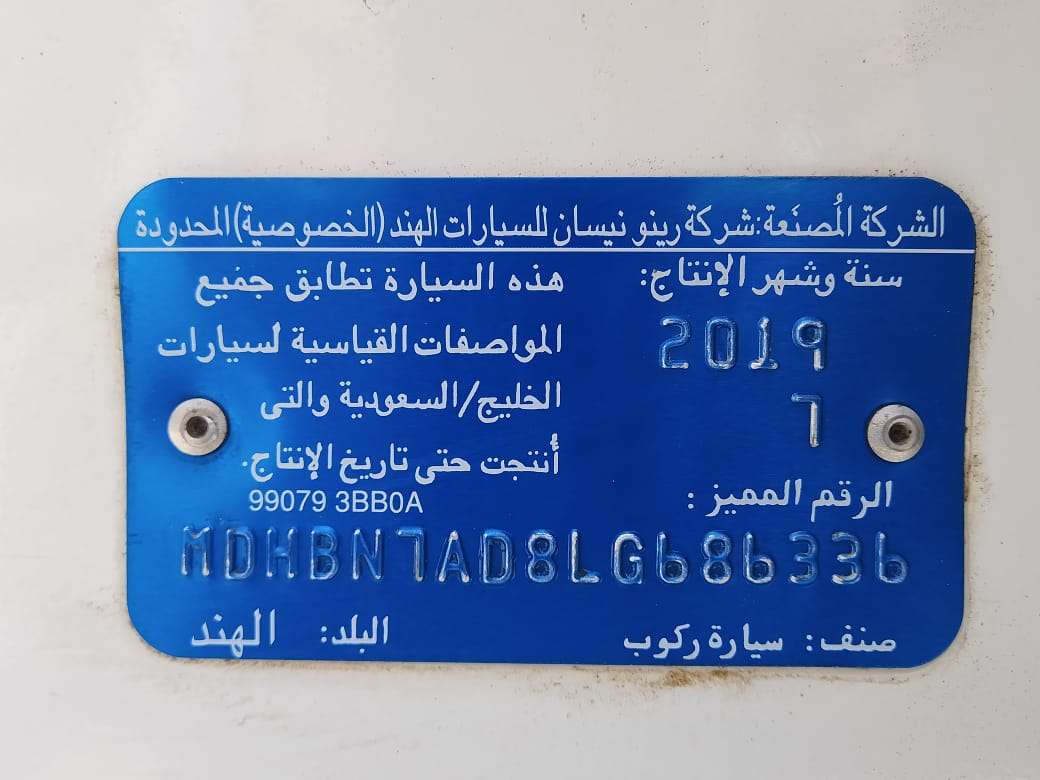 الشركة المُصنَعة: شركة رينو نيسان للسيارات الهند (الخصوصية) المحدودة
سنة وشهر الإنتاج:
2019
7
هذه السيارة تطابق جميع
المواصفات القياسية لسيارات
الخليج/السعودية والتى
أُنتجت حتى تاريخ الإنتاج.
99079 3BB0A
الرقم المميز :
MDHBN7AD8LG686336
صنف: سيارة ركوب
البلد: الهند